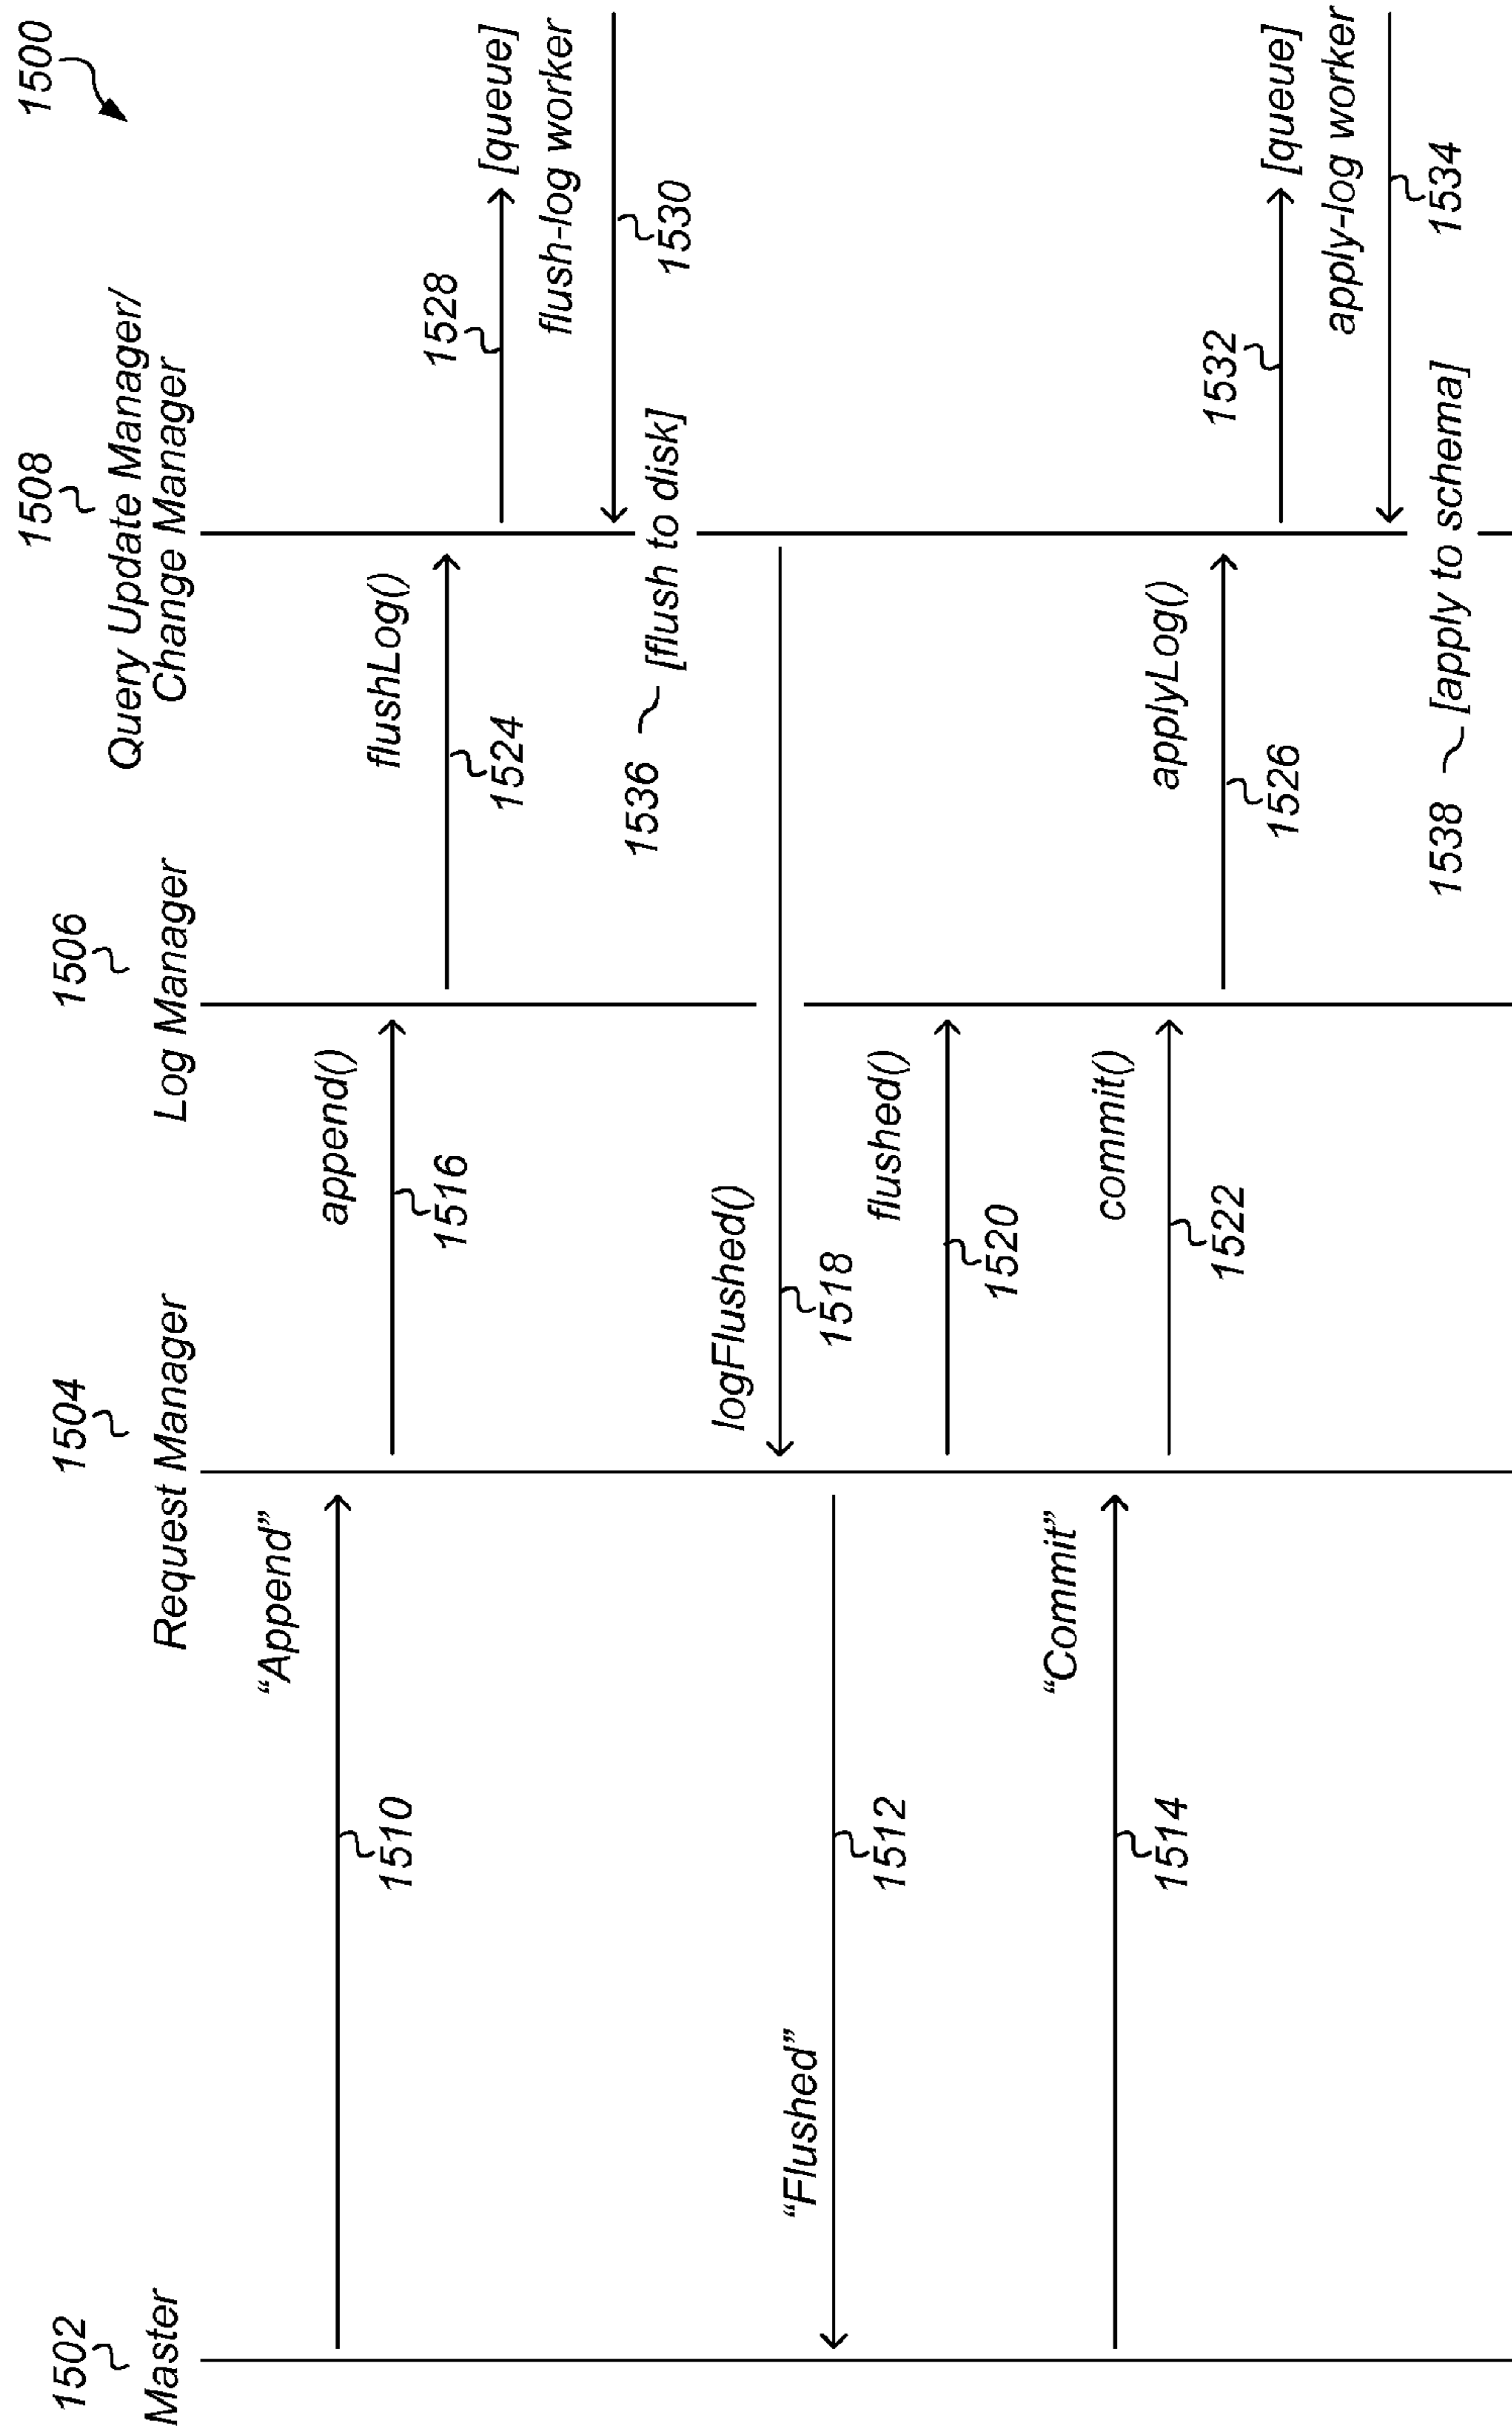 1500
1502
Master
1504
Request Manager
1506
Log Manager
1508
Query Update Manager/
Change Manager
“Append”
1510
append()
1516
flushLog()
1524
1528
[queue]
flush-log worker
1530
1536
[flush to disk]
logFlushed()
1518
“Flushed”
1512
flushed()
1520
“Commit”
1514
commit()
1522
applyLog()
1526
1532
[queue]
apply-log worker
1534
1538
[apply to schema]